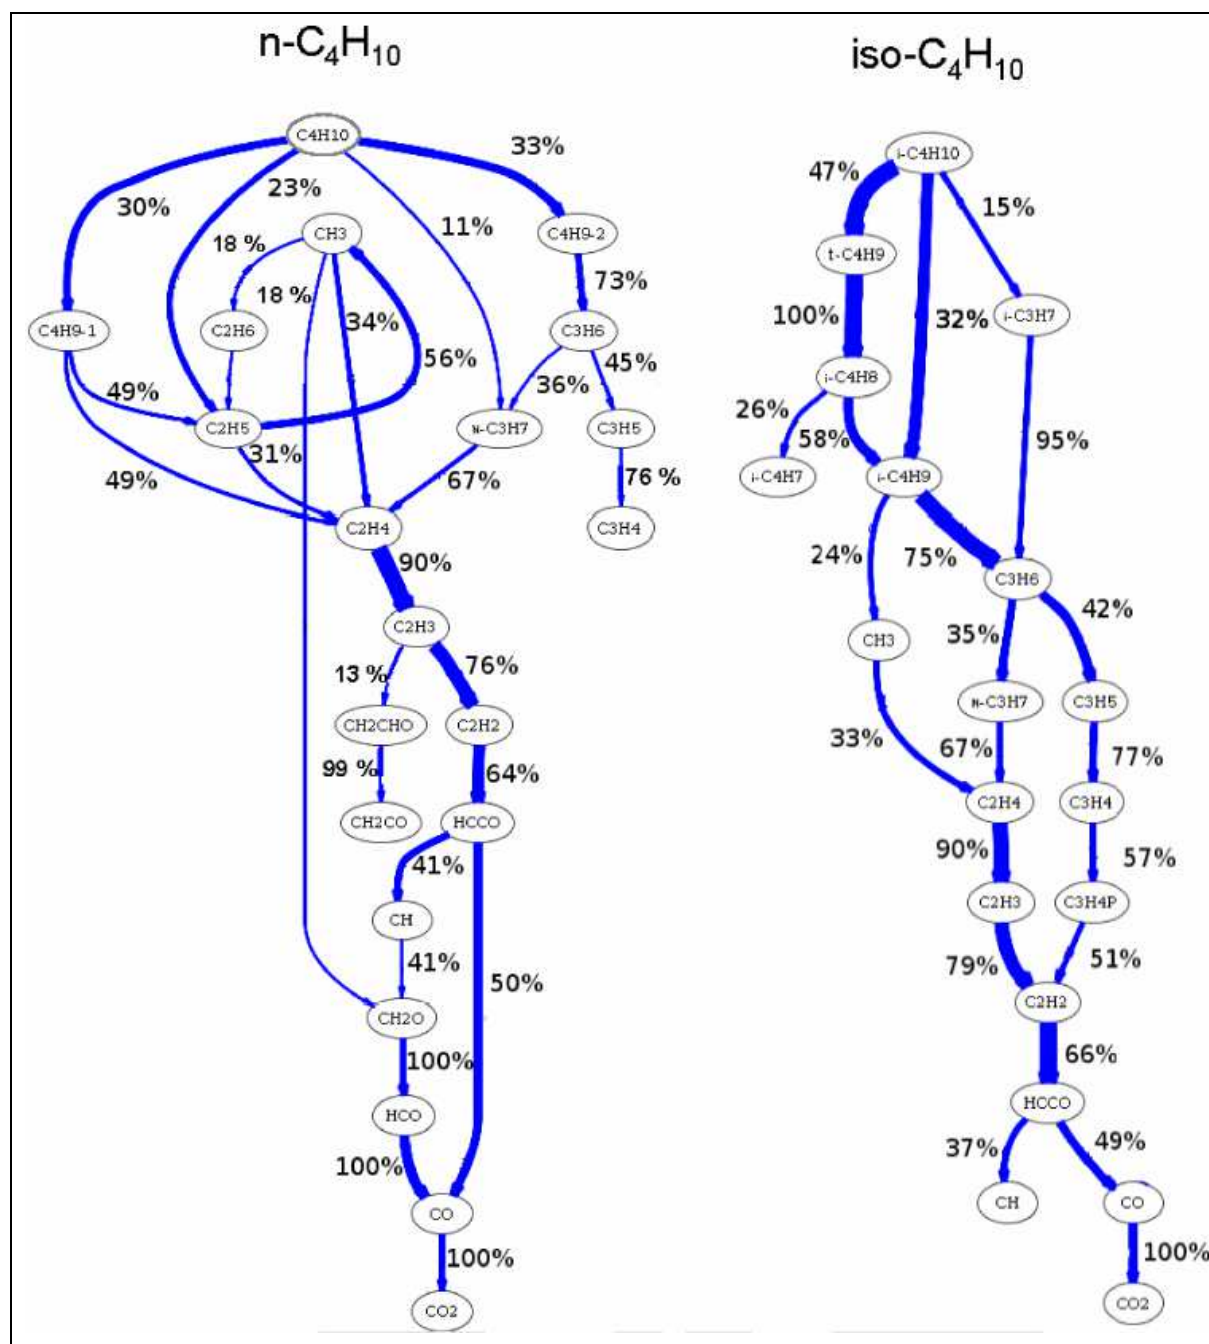 n-C4H10
iso-C4H10
C4H10
33%
30%
23%
11%
CH3
C4H9-2
18 %
18 %
73%
C4H9-1
C2H6
34%
C3H6
56%
36%
45%
49%
C2H5
N-C3H7
C3H5
31%
49%
67%
76 %
C2H4
C3H4
90%
C2H3
13 %
76%
CH2CHO
C2H2
99 %
64%
CH2CO
HCCO
41%
CH
41%
50%
CH2O
100%
HCO
100%
CO
100%
CO2
i-C4H10
47%
15%
t-C4H9
100%
32%
i-C3H7
i-C4H8
26%
58%
95%
i-C4H7
i-C4H9
24%
75%
C3H6
35%
42%
CH3
N-C3H7
C3H5
33%
67%
77%
C2H4
C3H4
90%
57%
C2H3
C3H4P
79%
51%
C2H2
66%
HCCO
37%
49%
CH
CO
100%
CO2